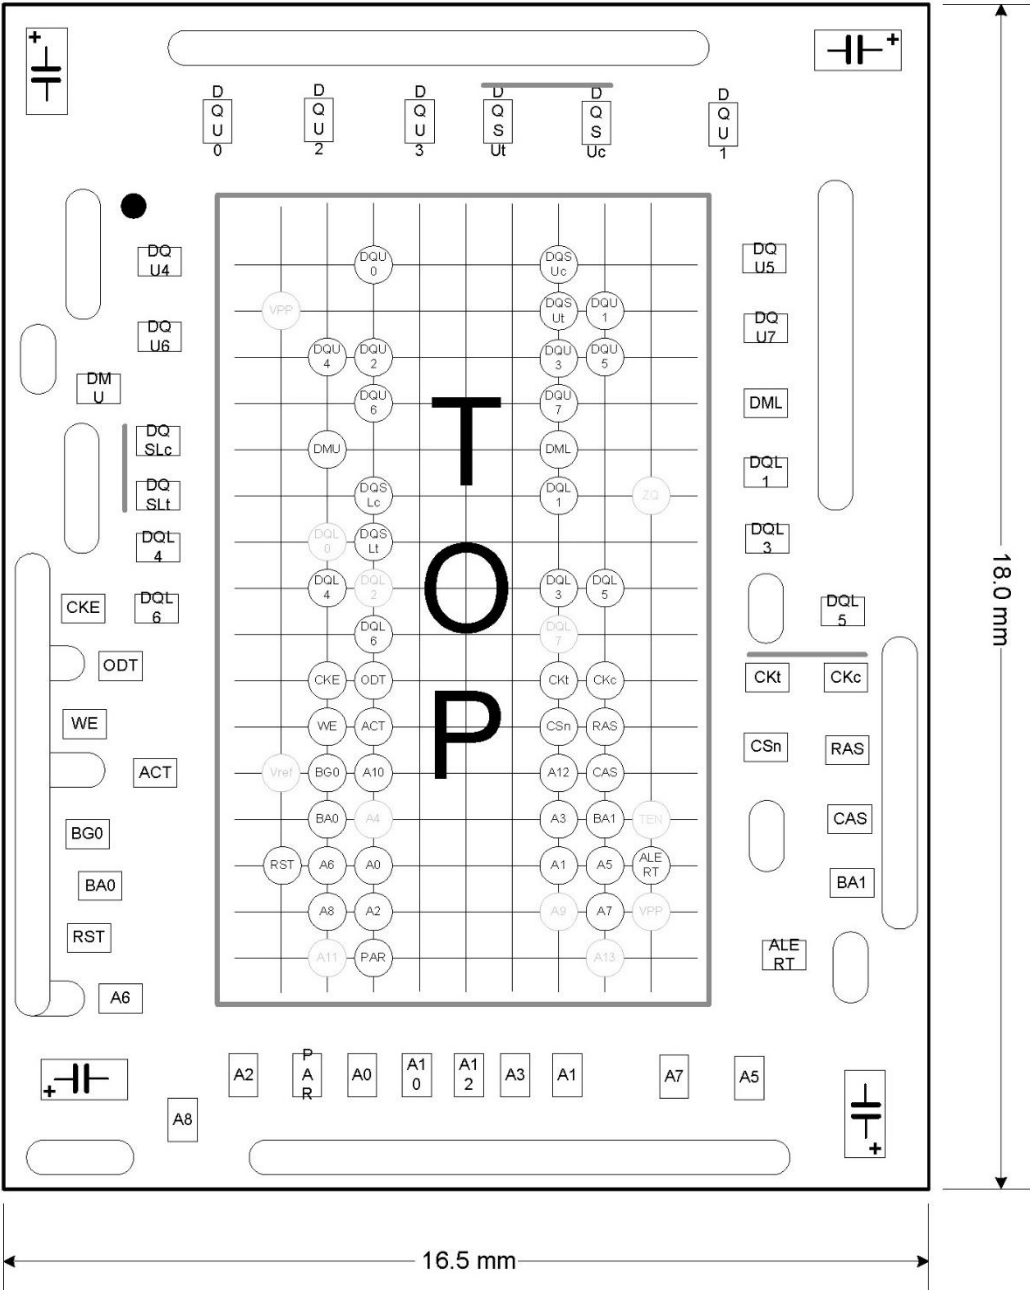 +
+
D D D D D D
Q Q Q Q Q Q
U U U S S U
0 2 3 Ut Uc 1
DQ
U4
DQ
U5
DQ
U6
DQ
U7
DM
U
DML
DQ
SLc
DQL
1
DQ
SLt
DQL
4
DQL
3
CKE
DQL
6
DQL
5
ODT
CKt CKc
WE
CSn RAS
ACT
BG0
CAS
BA0
BA1
RST
ALE
RT
A6
DQU
0
DQS
Uc
VPP
DQS
Ut
DQU
1
DQU
4
DQU
2
DQU
3
DQU
5
DQU
6
DQU
7
DMU
DML
DQS
Lc
DQL
1
ZQ
DQL
0
DQS
Lt
DQL
4
DQL
2
DQL
3
DQL
5
DQL
6
DQL
7
CKE ODT CKt CKc
WE ACT CSn RAS
Vref BG0 A10 A12 CAS
BA0 A4 A3 BA1 TEN
RST A6 A0 A1 A5
ALE
RT
A8 A2 A9 A7 VPP
A11 PAR A13
T
O
P
A2
P
A
R
A0
A1
0
A1
2
A3
A1
A7
A5
A8
+
+
18.0 mm
16.5 mm